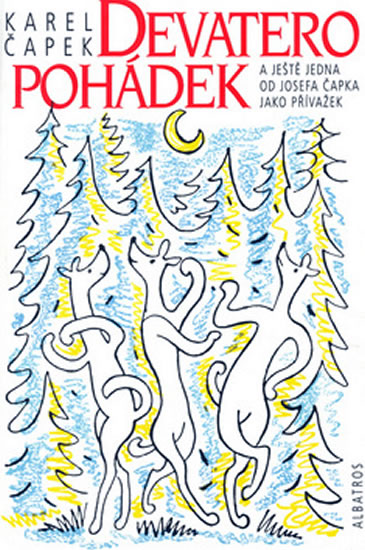 KAREL
ČAPEK
DEVATERO
POHÁDEK
A JEŠTĚ JEDNA
OD JOSEFA ČAPKA
JAKO PŘÍVAŽEK
ALBATROS